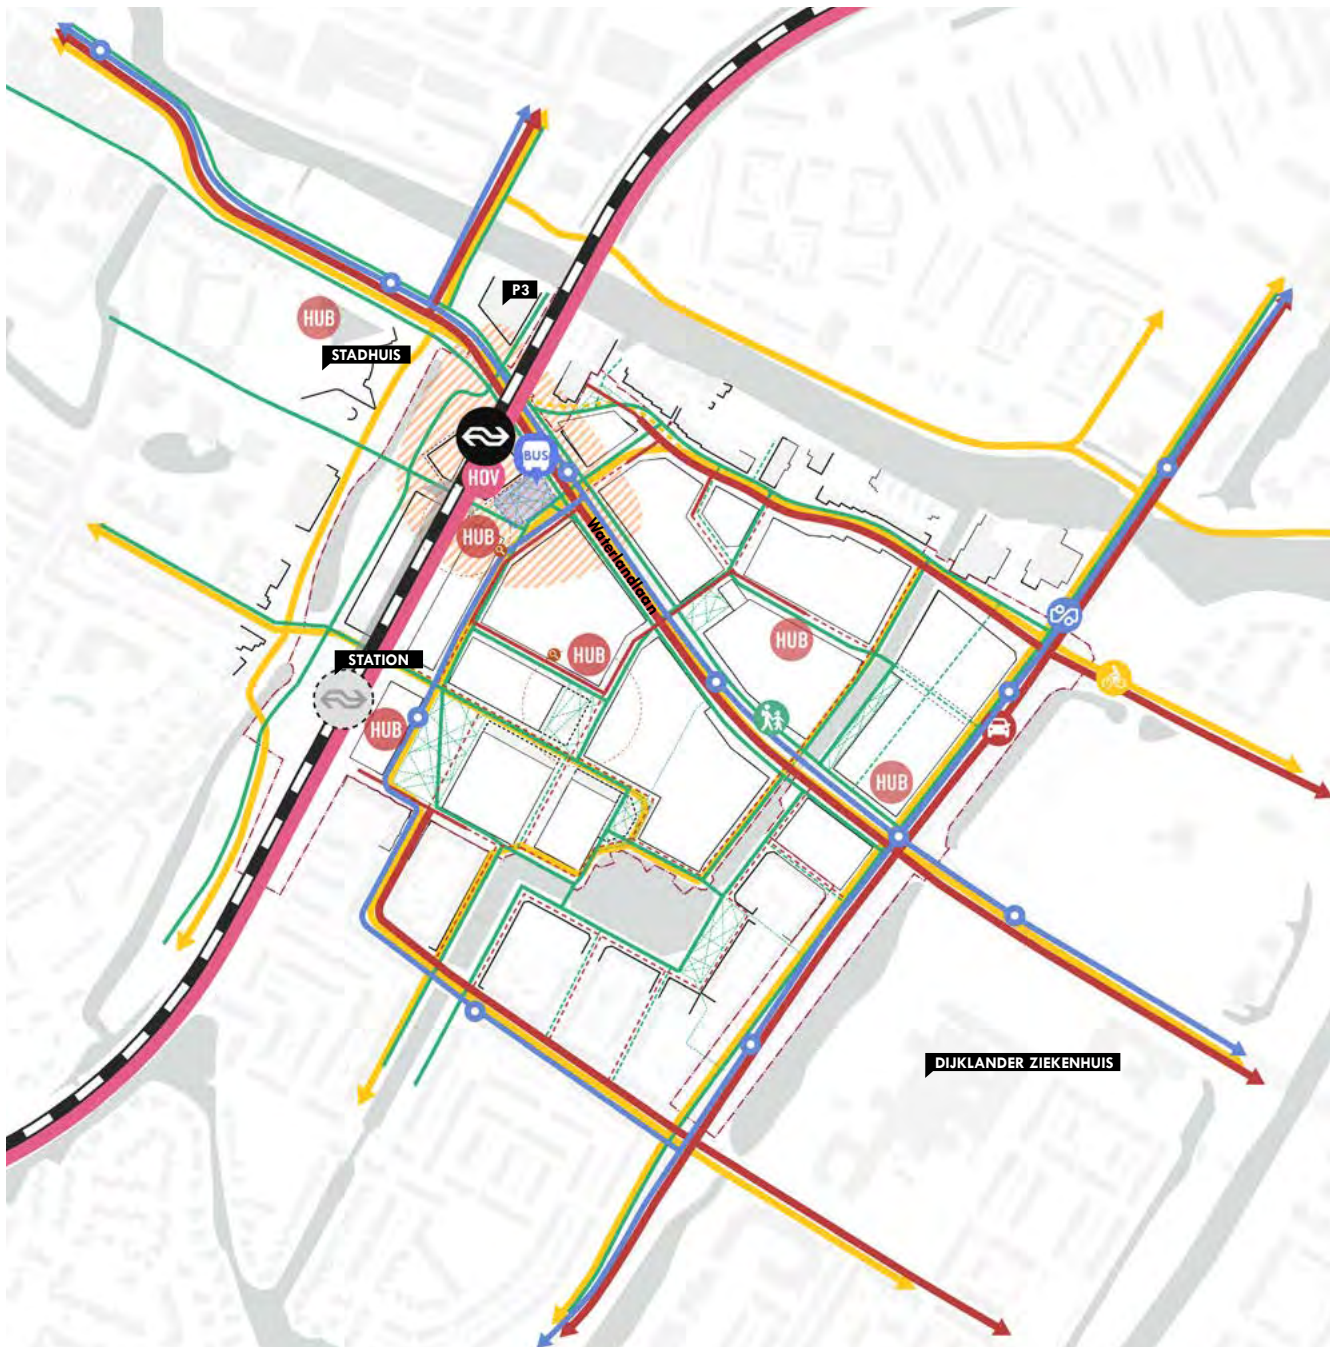 P3
HUB
STADHUIS
BUS
HOV
HUB
Waterlandlaan
HUB
HUB
STATION
HUB
HUB
DIJKLANDER ZIEKENHUIS